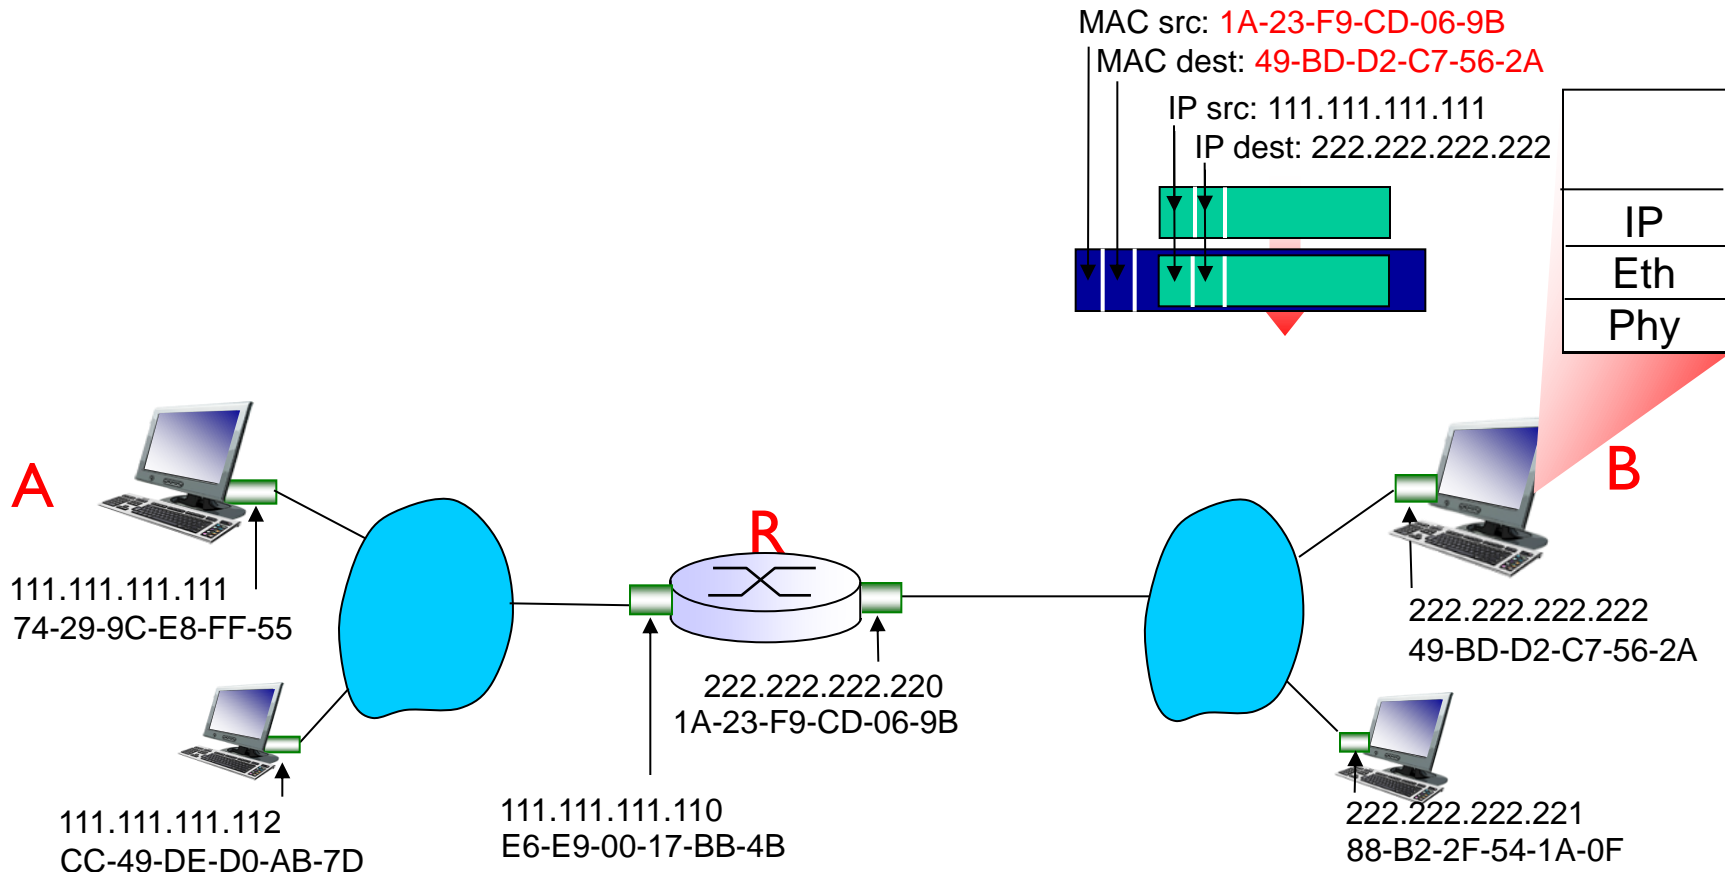 MAC src: 1A-23-F9-CD-06-9B
MAC dest: 49-BD-D2-C7-56-2A
IP src: 111.111.111.111
IP dest: 222.222.222.222
IP
Eth
Phy
A
B
R
111.111.111.111
74-29-9C-E8-FF-55
222.222.222.222
49-BD-D2-C7-56-2A
222.222.222.220
1A-23-F9-CD-06-9B
111.111.111.112
CC-49-DE-D0-AB-7D
111.111.111.110
E6-E9-00-17-BB-4B
222.222.222.221
88-B2-2F-54-1A-0F